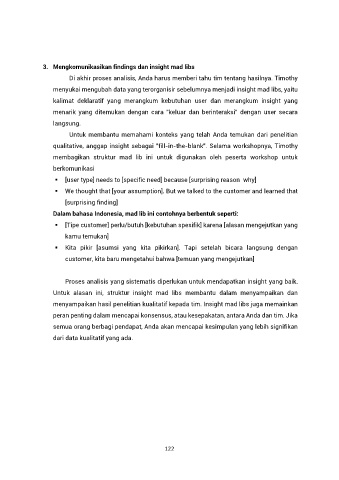 3. Mengkomunikasikan findings dan insight mad libs
Di akhir proses analisis, Anda harus memberi tahu tim tentang hasilnya. Timothy
menyukai mengubah data yang terorganisir sebelumnya menjadi insight mad libs, yaitu
kalimat deklaratif yang merangkum kebutuhan user dan merangkum insight yang
menarik yang ditemukan dengan cara "keluar dan berinteraksi" dengan user secara
langsung.
Untuk membantu memahami konteks yang telah Anda temukan dari penelitian
qualitative, anggap insight sebagai "fill-in-the-blank". Selama workshopnya, Timothy
membagikan struktur mad lib ini untuk digunakan oleh peserta workshop untuk
berkomunikasi
▪ [user type] needs to [specific need] because [surprising reason why]
▪ We thought that [your assumption]. But we talked to the customer and learned that
[surprising finding]
Dalam bahasa Indonesia, mad lib ini contohnya berbentuk seperti:
▪ [Tipe customer] perlu/butuh [kebutuhan spesifik] karena [alasan mengejutkan yang
kamu temukan]
▪ Kita pikir [asumsi yang kita pikirkan]. Tapi setelah bicara langsung dengan
customer, kita baru mengetahui bahwa [temuan yang mengejutkan]
Proses analisis yang sistematis diperlukan untuk mendapatkan insight yang baik.
Untuk alasan ini, struktur insight mad libs membantu dalam menyampaikan dan
menyampaikan hasil penelitian kualitatif kepada tim. Insight mad libs juga memainkan
peran penting dalam mencapai konsensus, atau kesepakatan, antara Anda dan tim. Jika
semua orang berbagi pendapat, Anda akan mencapai kesimpulan yang lebih signifikan
dari data kualitatif yang ada.
122